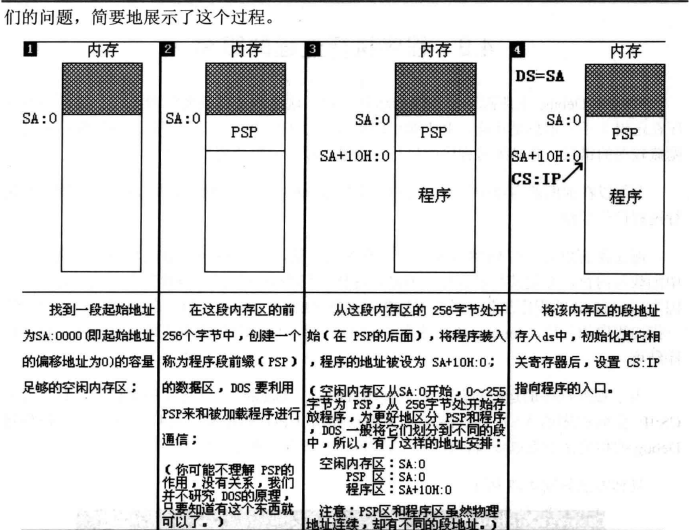 们的问题，简要地展示了这个过程。
1 内存
SA:0
找到一段起始地址
为SA:0000(即起始地址
的偏移地址为0)的容量
足够的空闲内存区；
2 内存
SA:0
PSP
在这段内存区的前
256个字节中，创建一个
称为程序段前缀(PSP)
的数据区，DOS 要利用
PSP来和被加载程序进行
通信；
(你可能不理解 PSP的
作用，没有关系，我们
并不研究 DOS的原理，
只要知道有这个东西就
可以了。)
3 内存
SA:0
PSP
SA+10H:0
程序
从这段内存区的 256字节处开
始(在 PSP的后面)，将程序装入
，程序的地址被设为 SA+10H:0；
(空闲内存区从SA:0开始，0～255
字节为 PSP，从 256字节处开始存
放程序，为更好地区分 PSP和程序
，DOS 一般将它们划分到不同的段
中，所以，有了这样的地址安排：
空闲内存区：SA:0
PSP 区：SA:0
程序区：SA+10H:0
注意：PSP区和程序区虽然物理
地址连续，却有不同的段地址。)
4 内存
DS=SA
SA:0
PSP
SA+10H:0
CS:IP
程序
将该内存区的段地址
存入ds中，初始化其它相
关寄存器后，设置 CS:IP
指向程序的入口。